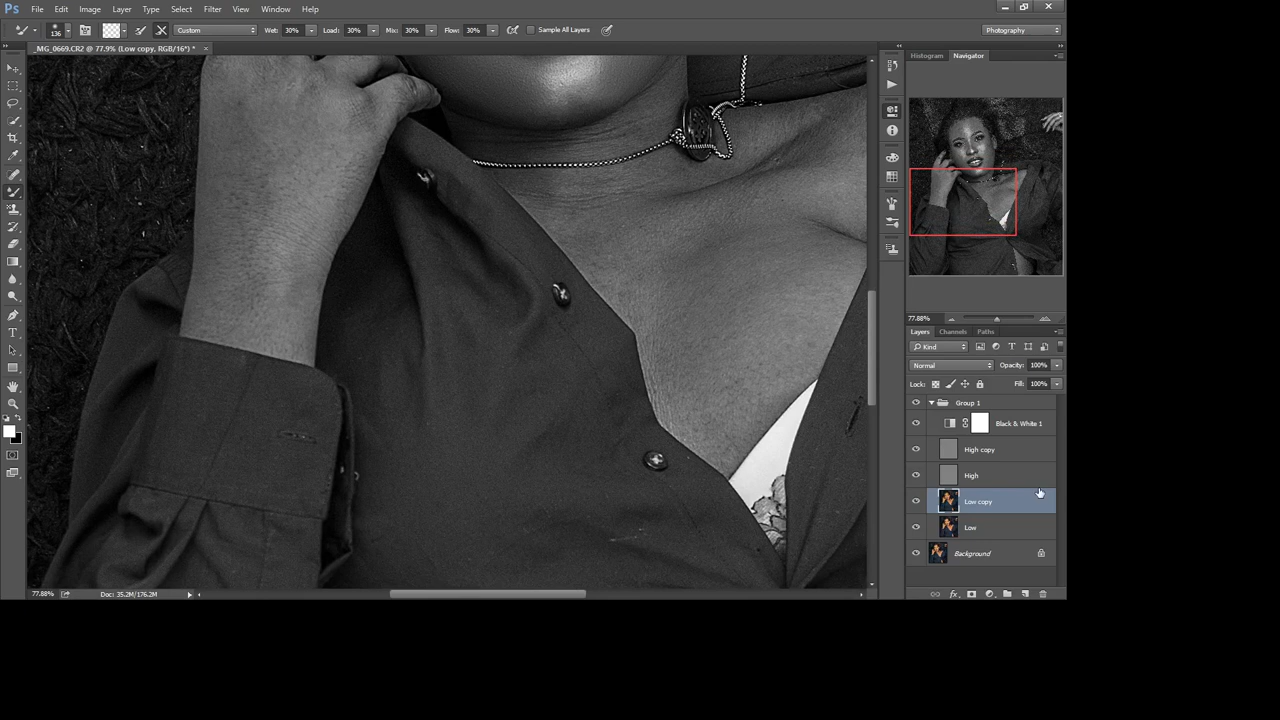 Ps File Edit Image Layer Type Select Filter View Window Help
136 Custom Wet: 30% Load: 30% Mix: 30% Flow: 30% Sample All Layers Photography
_MG_0669.CR2 @ 77.9% (Low copy, RGB/16*) * ×
Histogram Navigator
77.88%
Layers Channels Paths
Kind T
Normal Opacity: 100%
Lock: Fill: 100%
Group 1
Black & White 1
High copy
High
Low copy
Low
Background
77.88% Doc: 35.2M/176.2M
fx